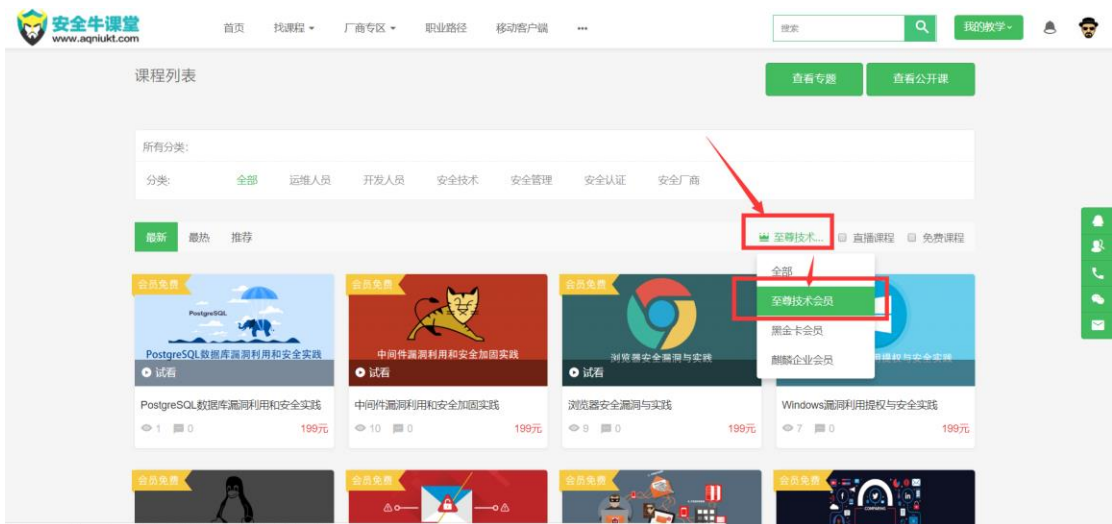 安全牛课堂
www.aqniukt.com
首页 找课程 厂商专区 职业路径 移动客户端 ... 搜索 我的教学
课程列表 查看专题 查看公开课
所有分类:
分类: 全部 运维人员 开发人员 安全技术 安全管理 安全认证 安全厂商
最新 最热 推荐 至尊技术... 直播课程 免费课程
全部
至尊技术会员
黑金卡会员
麒麟企业会员
会员免费 会员免费 会员免费
PostgreSQL
PostgreSQL数据库漏洞利用和安全实践 中间件漏洞利用和安全加固实践 浏览器安全漏洞与实践 提权与安全实践
试看 试看 试看
PostgreSQL数据库漏洞利用和安全实践 中间件漏洞利用和安全加固实践 浏览器安全漏洞与实践 Windows漏洞利用提权与安全实践
1 0 199元 10 0 199元 9 0 199元 7 0 199元
会员免费 会员免费 会员免费 会员免费